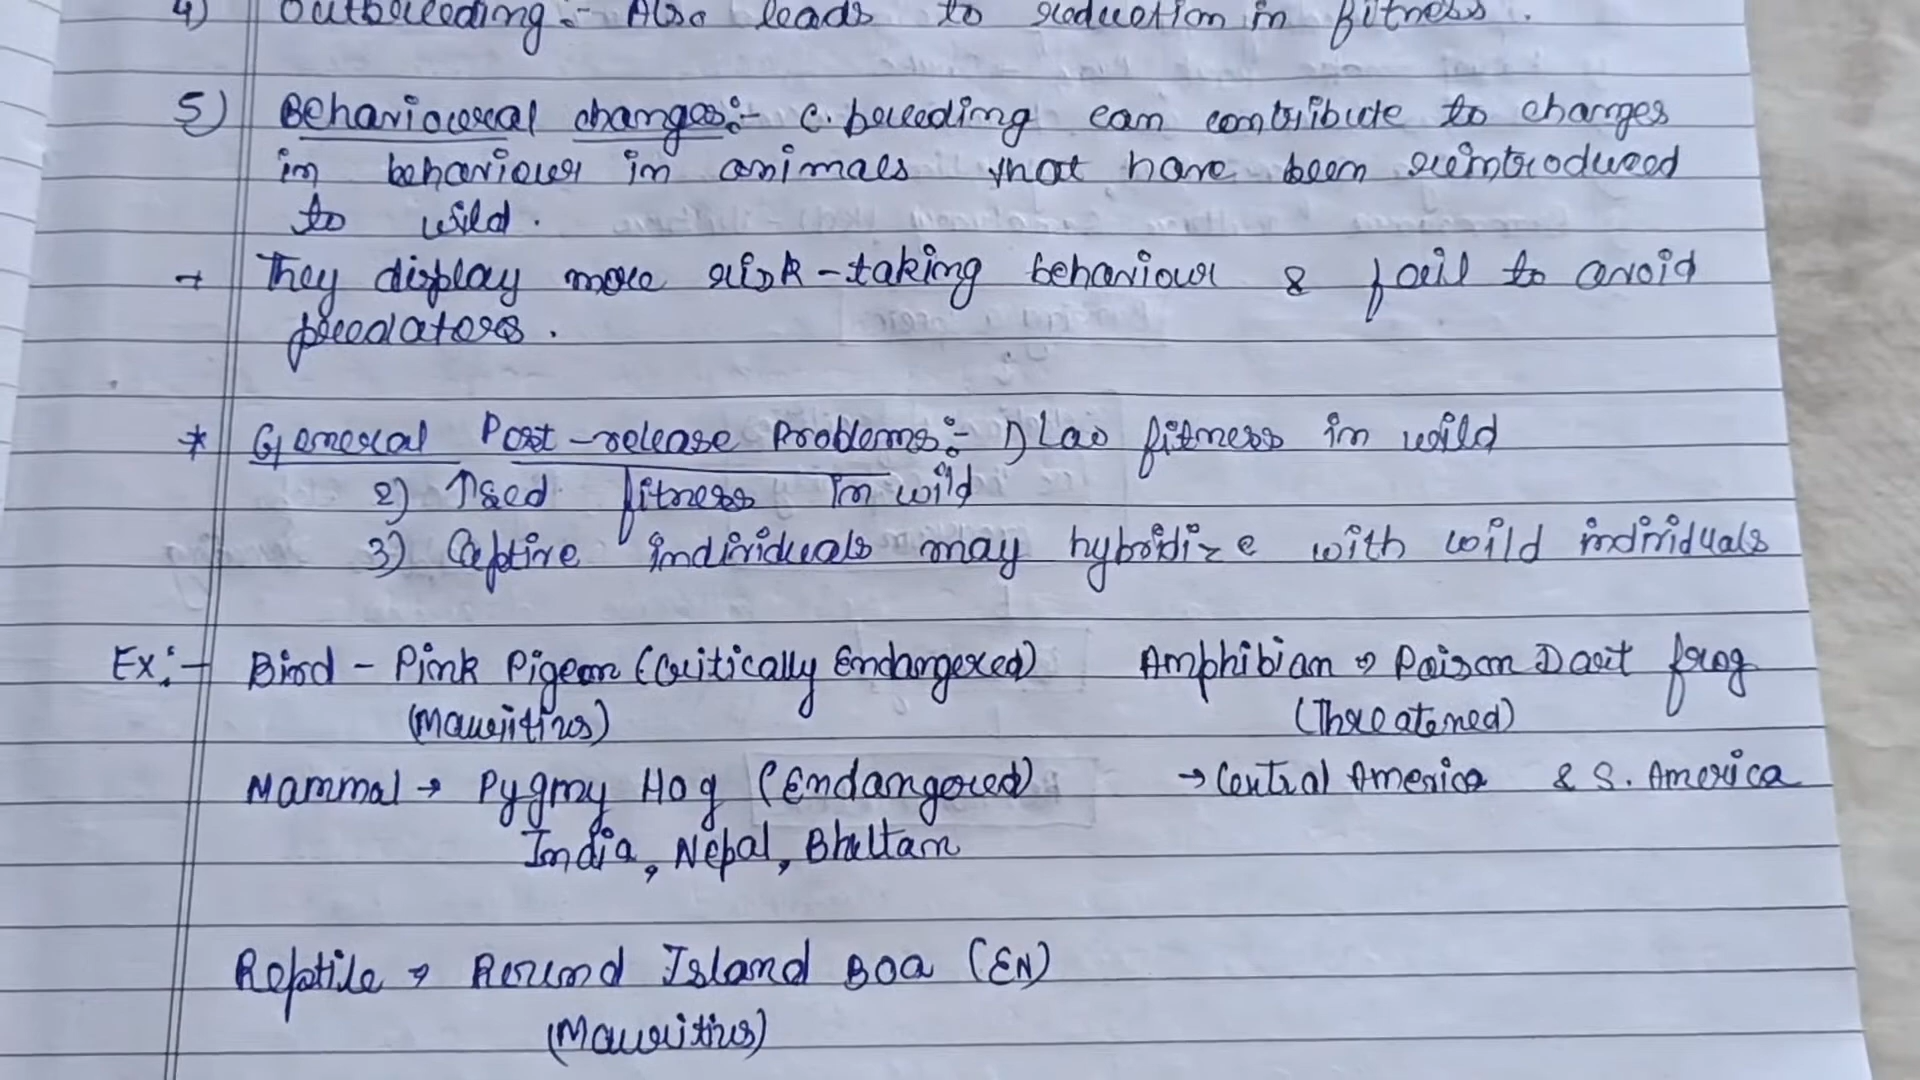 4) Outbreeding :- Also leads to reduction in fitness.
5) Behavioural changes :- C. breeding can contribute to changes
in behaviour in animals that have been reintroduced
to wild.
→ They display more risk-taking behaviour & fail to avoid
predators.
* General Post-release Problems :- 1) Less fitness in wild
2) ↑sed fitness in wild
3) Captive individuals may hybridize with wild individuals
Ex :- Bird - Pink Pigeon (Critically Endangered) Amphibian → Poison Dart frog
(Mauritius) (Threatened)
Mammal → Pygmy Hog (Endangered) → Central America & S. America
India, Nepal, Bhutan
Reptile → Round Island Boa (EN)
(Mauritius)